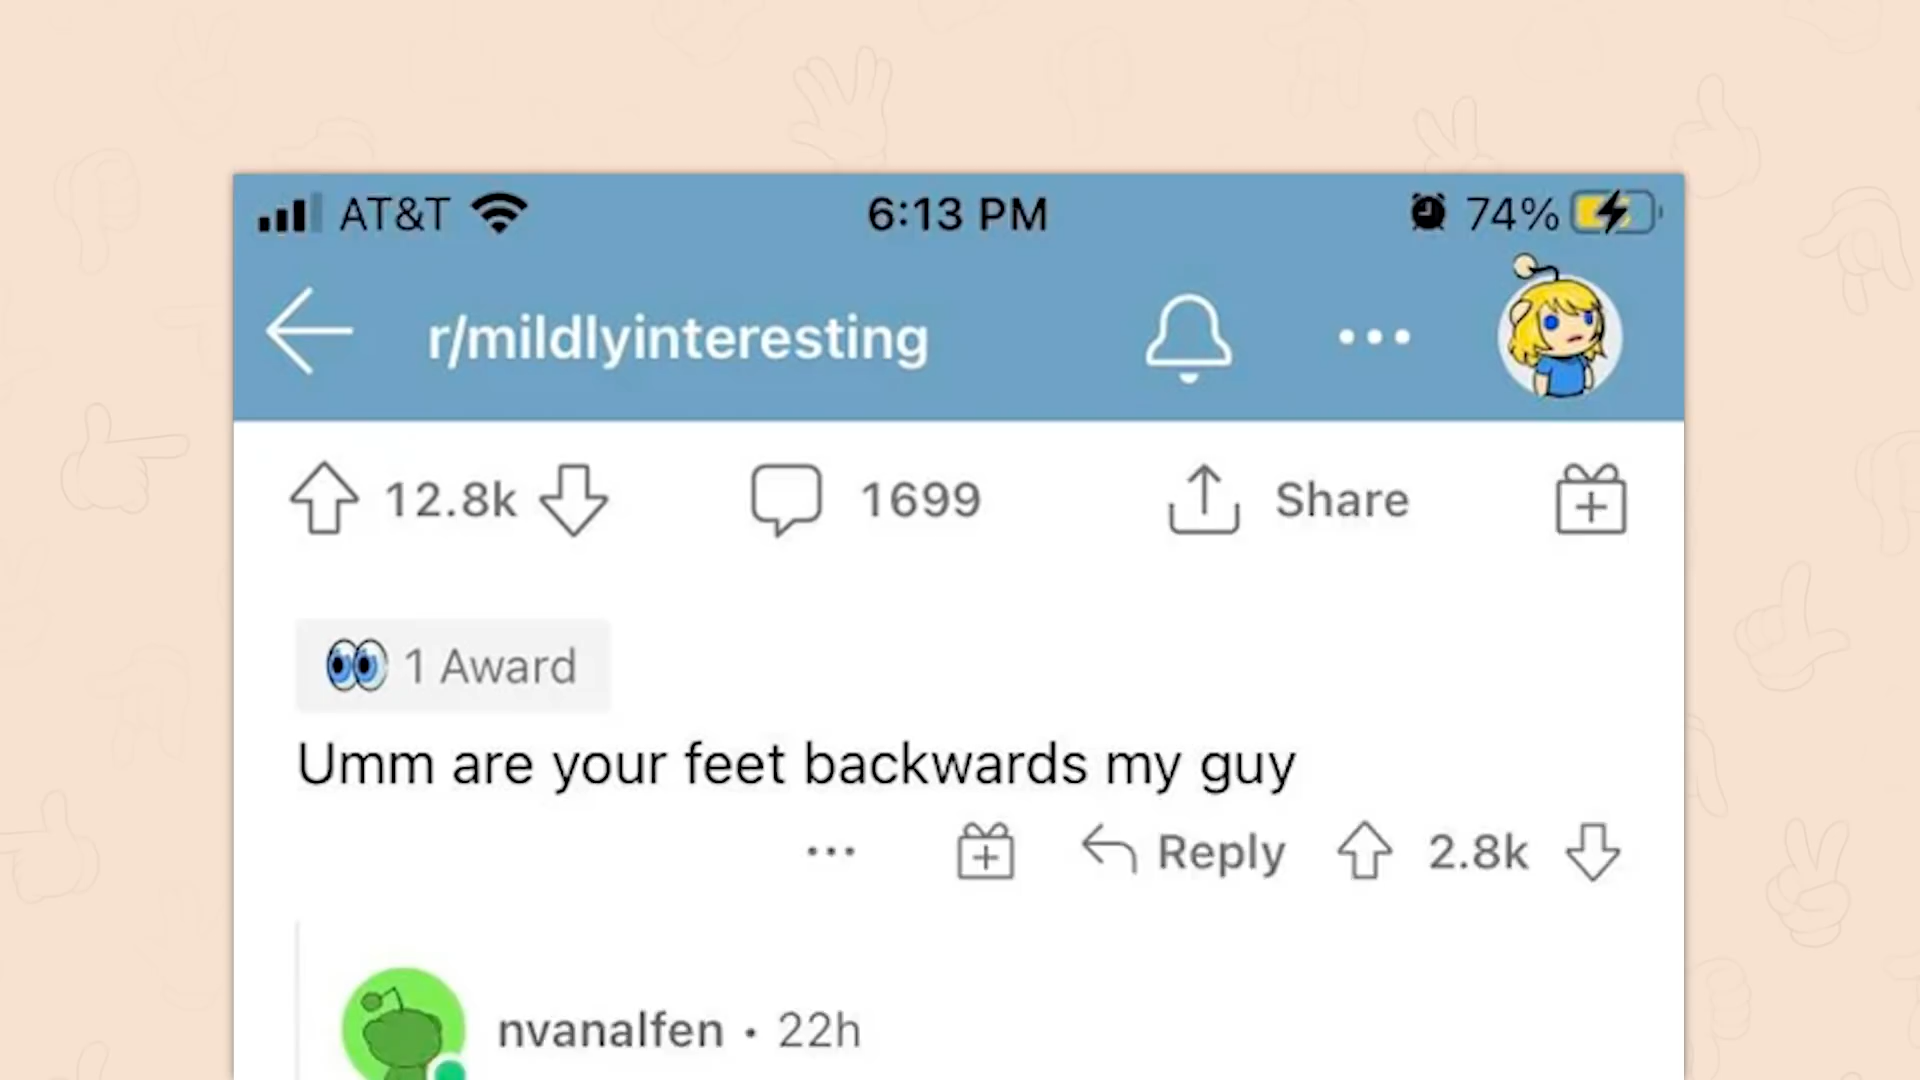 AT&T 6:13 PM 74%
r/mildlyinteresting
12.8k 1699 Share
1 Award
Umm are your feet backwards my guy
Reply 2.8k
nvanalfen • 22h